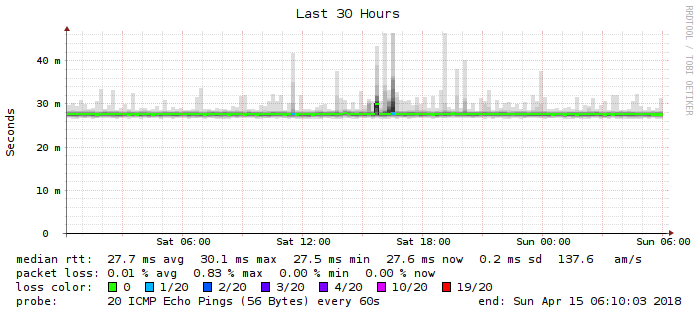 Last 30 Hours
RRDTOOL / TOBI OETIKER
Seconds
40 m
30 m
20 m
10 m
0
Sat 06:00 Sat 12:00 Sat 18:00 Sun 00:00 Sun 06:00
median rtt: 27.7 ms avg 30.1 ms max 27.5 ms min 27.6 ms now 0.2 ms sd 137.6 am/s
packet loss: 0.01 % avg 0.83 % max 0.00 % min 0.00 % now
loss color: 0 1/20 2/20 3/20 4/20 10/20 19/20
probe: 20 ICMP Echo Pings (56 Bytes) every 60s end: Sun Apr 15 06:10:03 2018